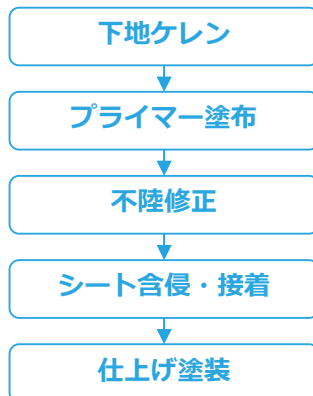 下地ケレン
プライマー塗布
不陸修正
シート含侵・接着
仕上げ塗装